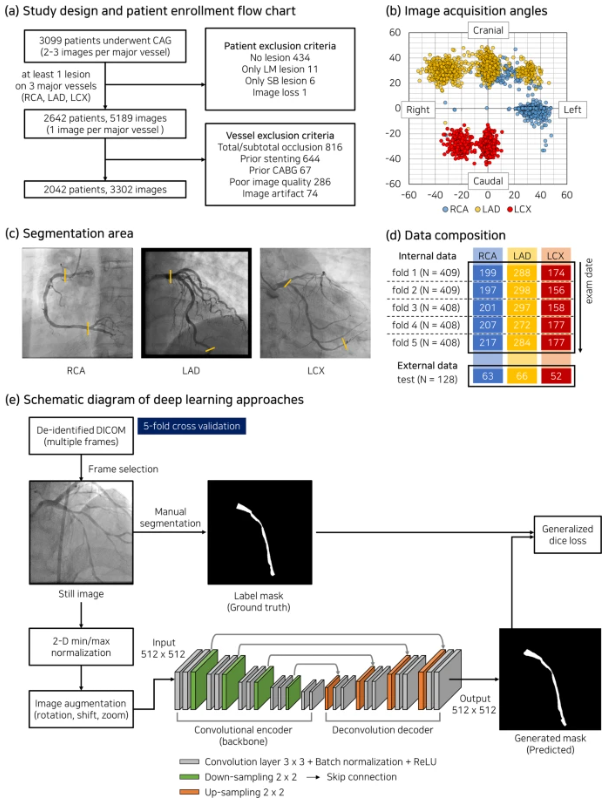 (a) Study design and patient enrollment flow chart
3099 patients underwent CAG
(2-3 images per major vessel)
at least 1 lesion
on 3 major vessels
(RCA, LAD, LCX)
Patient exclusion criteria
No lesion 434
Only LM lesion 11
Only SB lesion 6
Image loss 1
2642 patients, 5189 images
(1 image per major vessel)
Vessel exclusion criteria
Total/subtotal occlusion 816
Prior stenting 644
Prior CABG 67
Poor image quality 286
Image artifact 74
2042 patients, 3302 images
(b) Image acquisition angles
Cranial
60
40
20
0
-20
-40
60
Right
Left
Caudal
-60
-40
-20
0
20
40
60
RCA
LAD
LCX
(c) Segmentation area
RCA
LAD
LCX
(d) Data composition
Internal data
RCA
LAD
LCX
fold 1 (N = 409)
199
288
174
fold 2 (N = 409)
197
298
156
fold 3 (N = 408)
201
297
158
fold 4 (N = 408)
207
272
177
fold 5 (N = 408)
217
284
177
exam date
External data
test (N = 128)
63
66
52
(e) Schematic diagram of deep learning approaches
De-identified DICOM
(multiple frames)
5-fold cross validation
Frame selection
Still image
Manual
segmentation
Label mask
(Ground truth)
Generalized
dice loss
2-D min/max
normalization
Image augmentation
(rotation, shift, zoom)
Input
512 x 512
Convolutional encoder
(backbone)
Deconvolution decoder
Output
512 x 512
Generated mask
(Predicted)
Convolution layer 3 x 3 + Batch normalization + ReLU
Down-sampling 2 x 2
Skip connection
Up-sampling 2 x 2